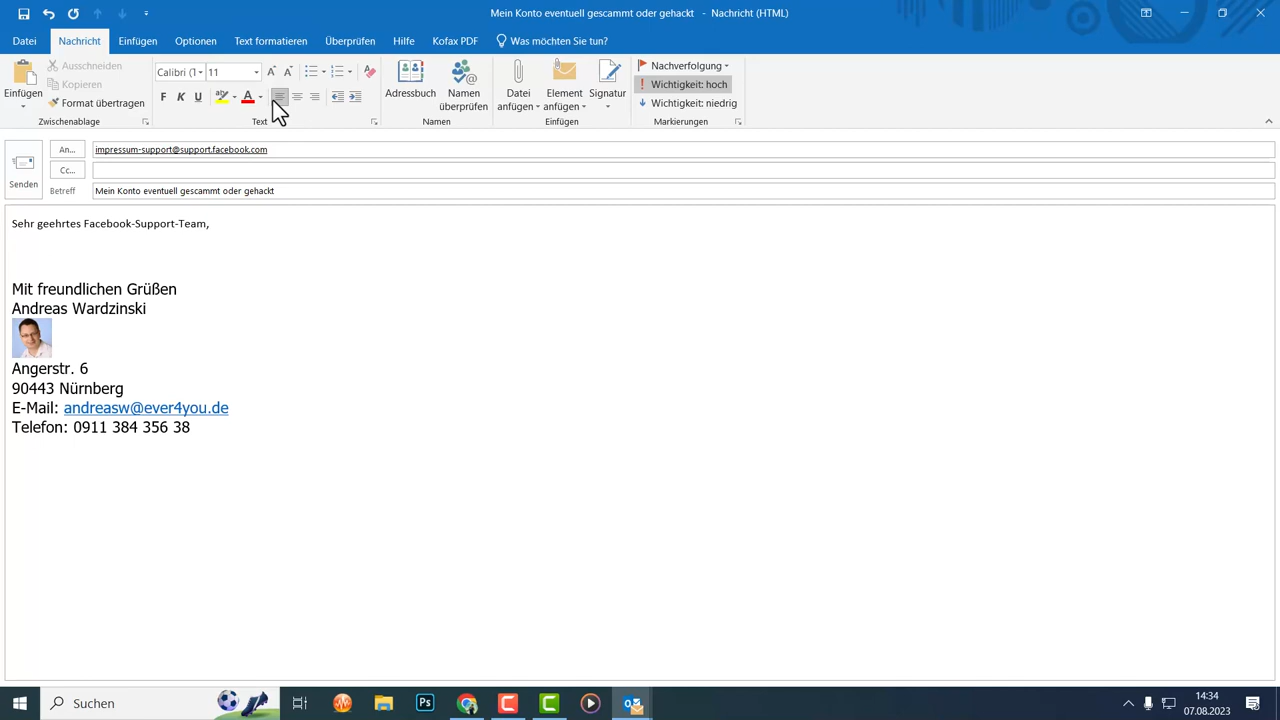 Mein Konto eventuell gescammt oder gehackt - Nachricht (HTML)
Datei Nachricht Einfügen Optionen Text formatieren Überprüfen Hilfe Kofax PDF Was möchten Sie tun?
Einfügen
Ausschneiden
Kopieren
Format übertragen
Zwischenablage
Calibri (T 11
F K U
A
Text
Adressbuch
Namen überprüfen
Namen
Datei anfügen
Element anfügen
Signatur
Einfügen
Nachverfolgung
Wichtigkeit: hoch
Wichtigkeit: niedrig
Markierungen
Senden
An... impressum-support@support.facebook.com
Cc...
Betreff Mein Konto eventuell gescammt oder gehackt
Sehr geehrtes Facebook-Support-Team,
Mit freundlichen Grüßen
Andreas Wardzinski
Angerstr. 6
90443 Nürnberg
E-Mail: andreasw@ever4you.de
Telefon: 0911 384 356 38
Suchen
Ps
14:34
07.08.2023